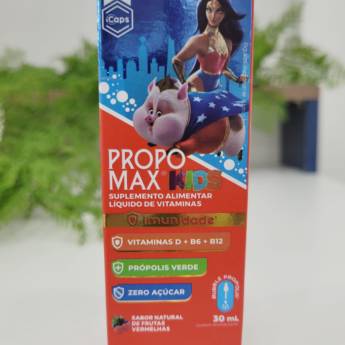 iCaps
PROPO
MAX® KIDS
SUPLEMENTO ALIMENTAR
LÍQUIDO DE VITAMINAS
imunidade
VITAMINAS D + B6 + B12
PRÓPOLIS VERDE
ZERO AÇÚCAR
SABOR NATURAL
DE FRUTAS
VERMELHAS
30 mL